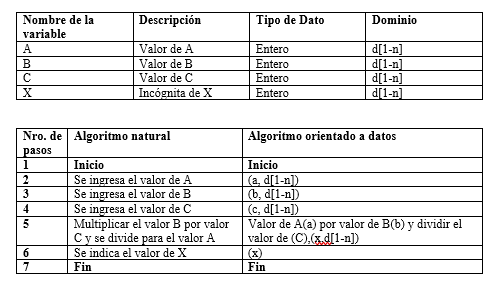 Nombre de la variable Descripción Tipo de Dato Dominio
A Valor de A Entero d[1-n]
B Valor de B Entero d[1-n]
C Valor de C Entero d[1-n]
X Incógnita de X Entero d[1-n]
Nro. de pasos Algoritmo natural Algoritmo orientado a datos
1 Inicio Inicio
2 Se ingresa el valor de A (a, d[1-n])
3 Se ingresa el valor de B (b, d[1-n])
4 Se ingresa el valor de C (c, d[1-n])
5 Multiplicar el valor B por valor C y se divide para el valor A Valor de A(a) por valor de B(b) y dividir el valor de (C),(x,d[1-n])
6 Se indica el valor de X (x)
7 Fin Fin